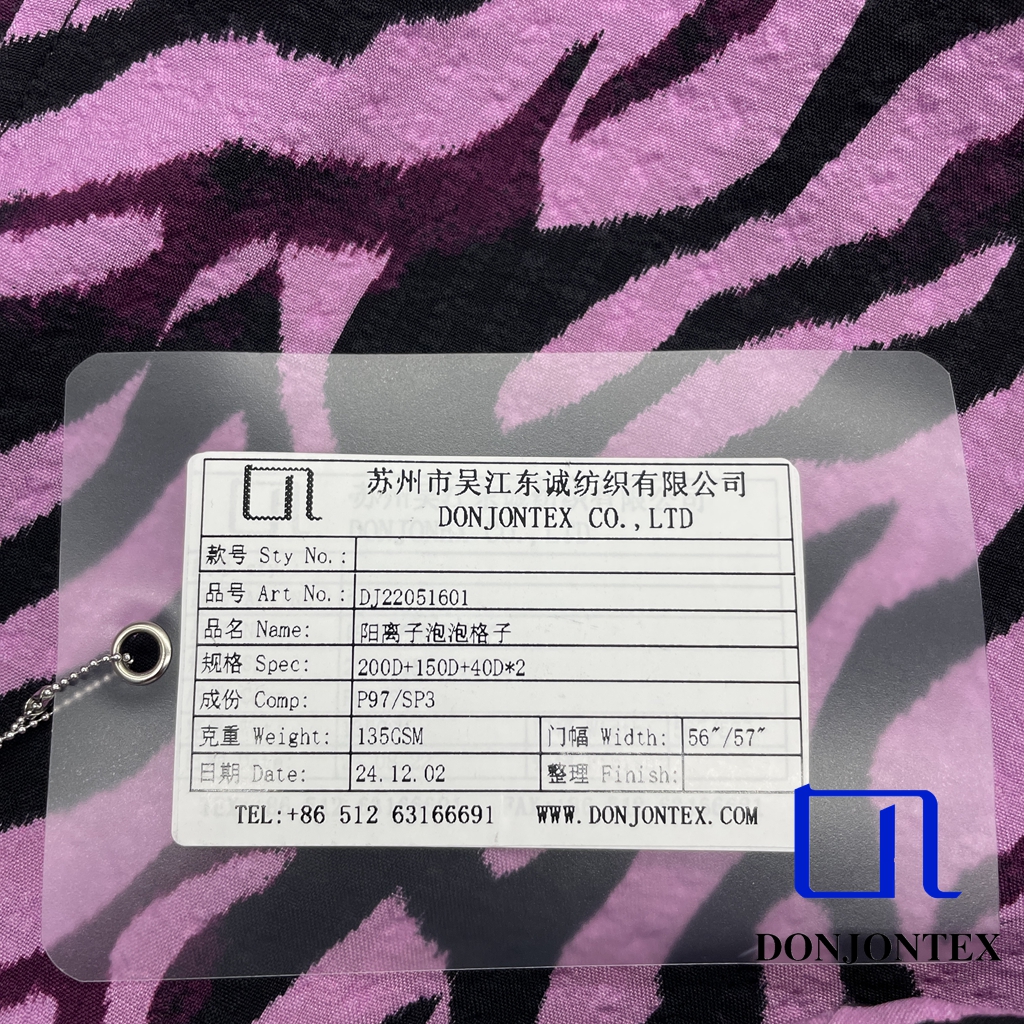 苏州市吴江东诚纺织有限公司
DONJONTEX CO.,LTD
款号 Sty No.:
品号 Art No.: DJ22051601
品名 Name: 阳离子泡泡格子
规格 Spec: 200D+150D+40D*2
成份 Comp: P97/SP3
克重 Weight: 135GSM 门幅 Width: 56″/57″
日期 Date: 24.12.02 整理 Finish:
TEL:+86 512 63166691 WWW.DONJONTEX.COM
DONJONTEX